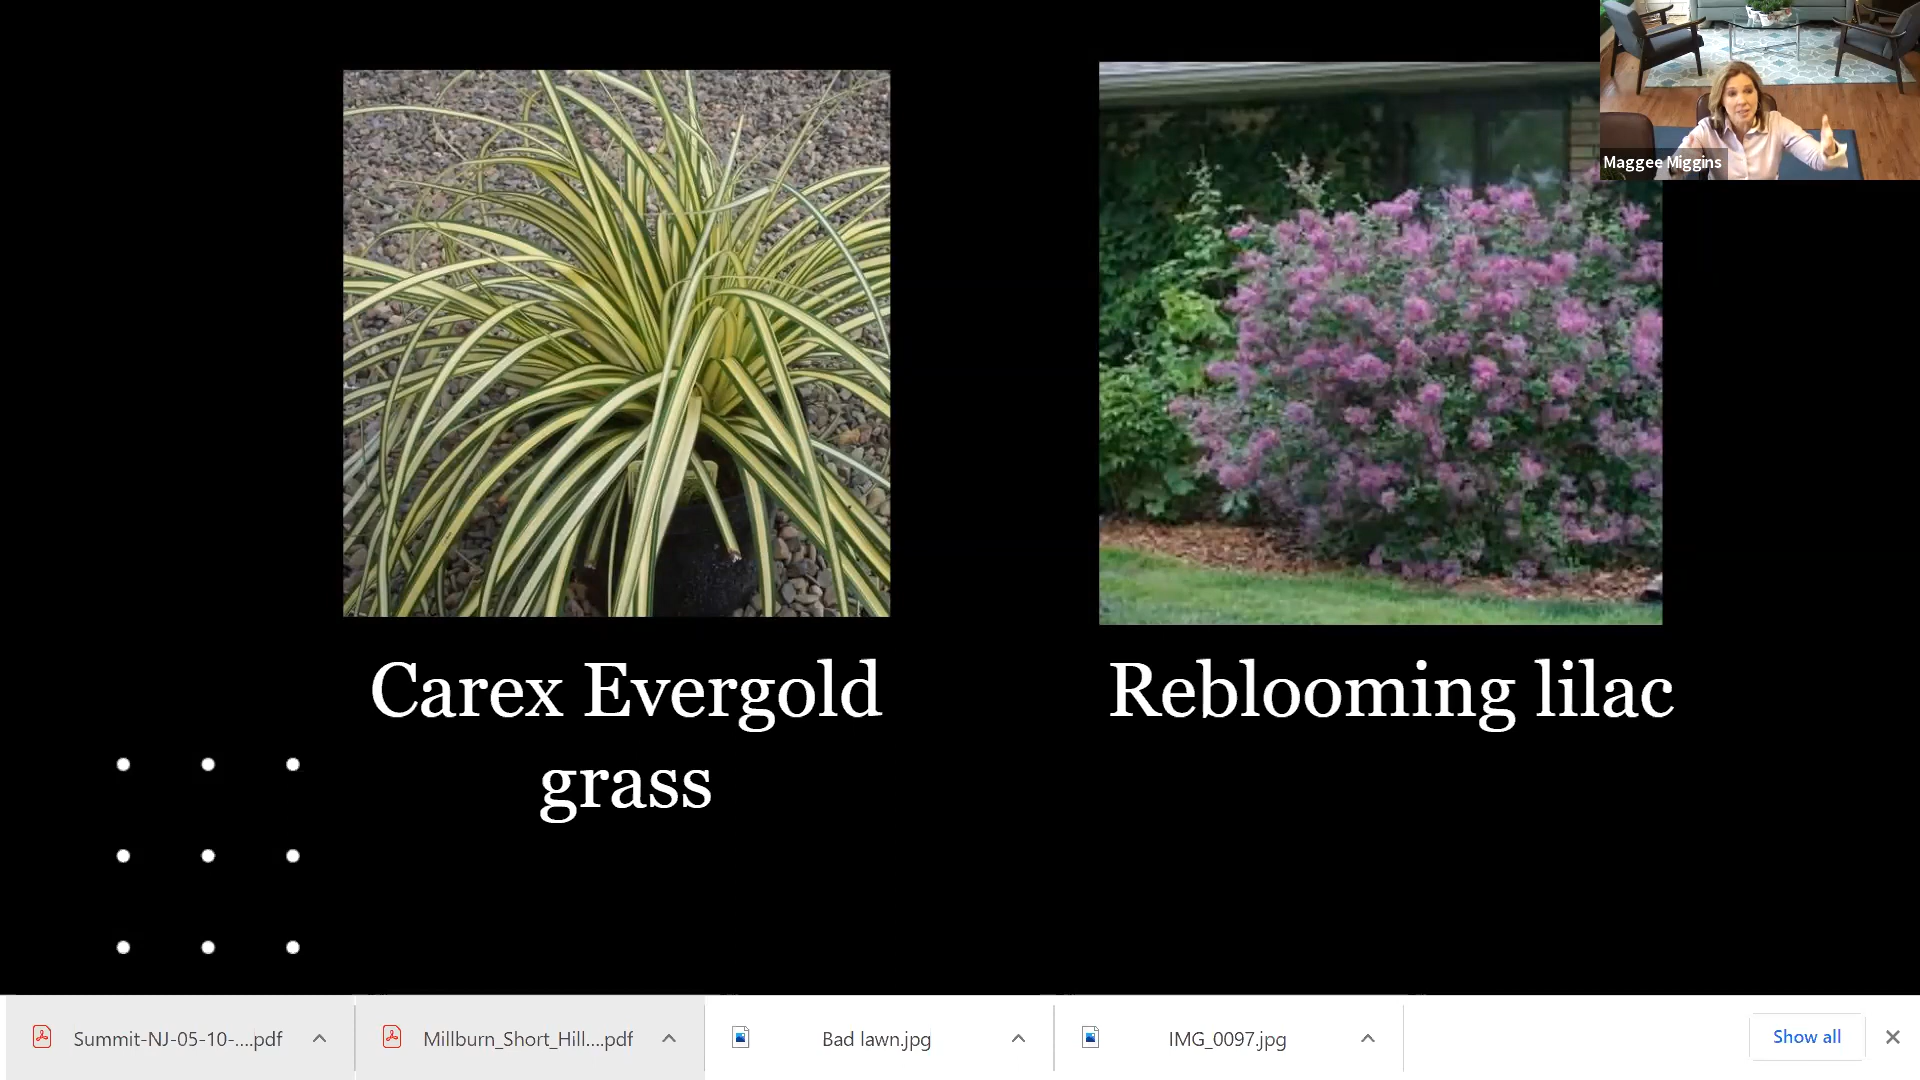 Maggee Miggins
Carex Evergold
grass
Reblooming lilac
Summit-NJ-05-10-....pdf
Millburn_Short_Hill....pdf
Bad lawn.jpg
IMG_0097.jpg
Show all